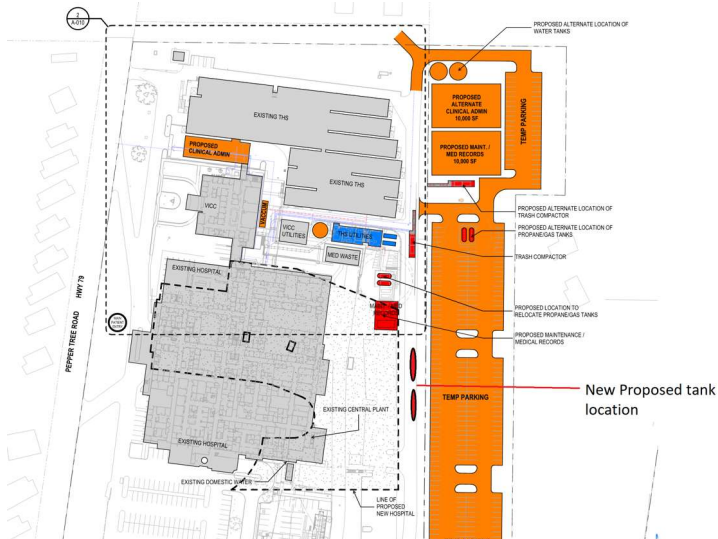 2
A-010
PROPOSED ALTERNATE LOCATION OF
WATER TANKS
EXISTING THS
PROPOSED
ALTERNATE
CLINICAL ADMIN
10,000 SF
TEMP PARKING
PROPOSED
CLINICAL ADMIN
PROPOSED MAINT. /
MED RECORDS
10,900 SF
EXISTING THS
VICC
PROPOSED ALTERNATE LOCATION OF
TRASH COMPACTOR
VACCUM
VICC
UTILITIES
THS UTILITIES
PROPOSED ALTERNATE LOCATION OF
PROPANE/GAS TANKS
MED WASTE
TRASH COMPACTOR
EXISTING HOSPITAL
PEPPER TREE ROAD HWY 79
PROPOSED LOCATION TO
RELOCATE PROPANE/GAS TANKS
PROPOSED MAINTENANCE /
MEDICAL RECORDS
New Proposed tank
location
TEMP PARKING
EXISTING CENTRAL PLANT
EXISTING HOSPITAL
EXISTING DOMESTIC WATER
LINE OF
PROPOSED
NEW HOSPITAL